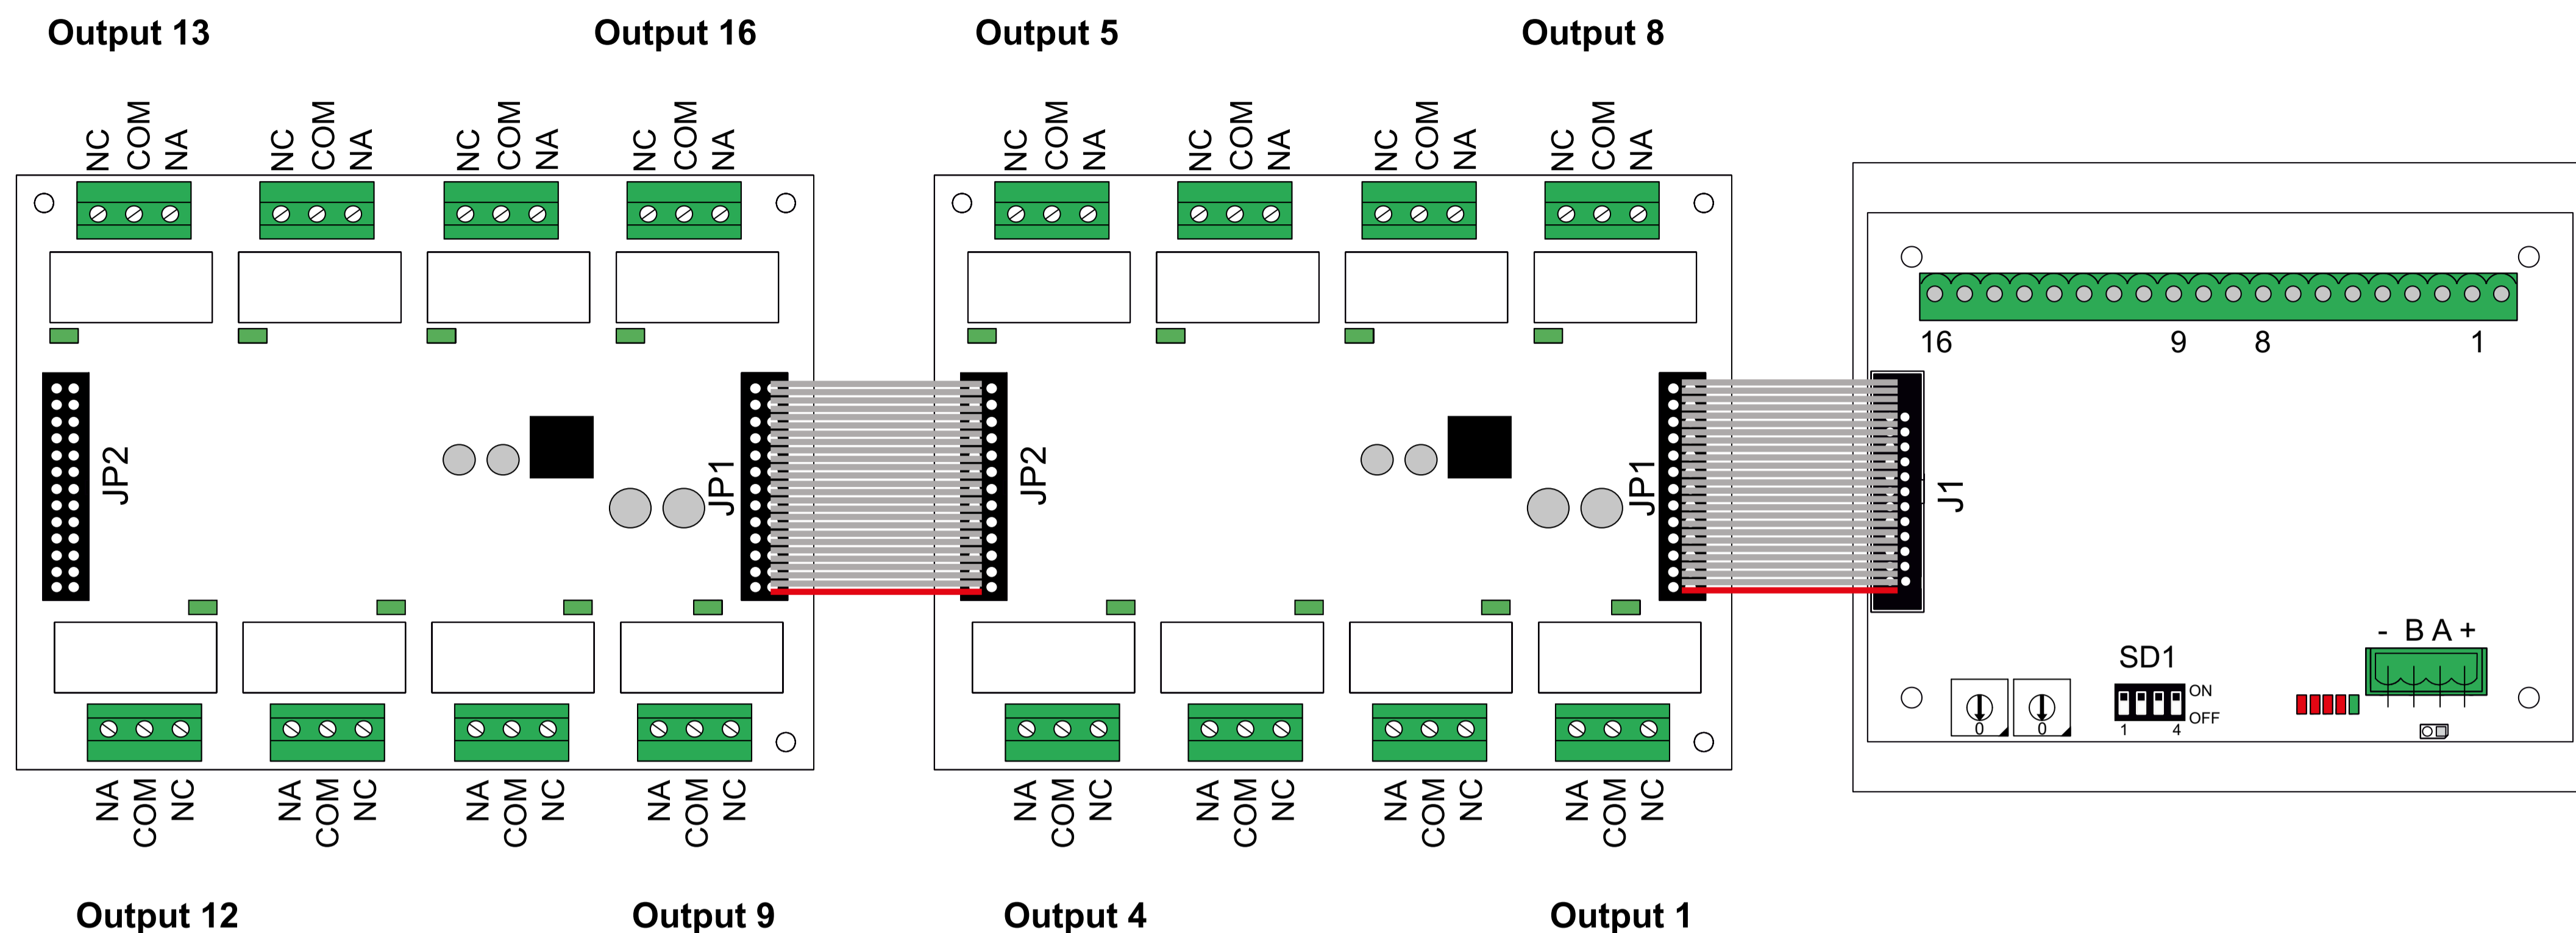 Output 13 Output 16 Output 5 Output 8
NC COM NA NC COM NA NC COM NA NC COM NA NC COM NA NC COM NA NC COM NA NC COM NA
16 9 8 1
JP2 JP1 JP2 JP1 J1
- B A +
SD1
ON
OFF
0 0 1 4
NA COM NC NA COM NC NA COM NC NA COM NC NA COM NC NA COM NC NA COM NC NA COM NC
Output 12 Output 9 Output 4 Output 1